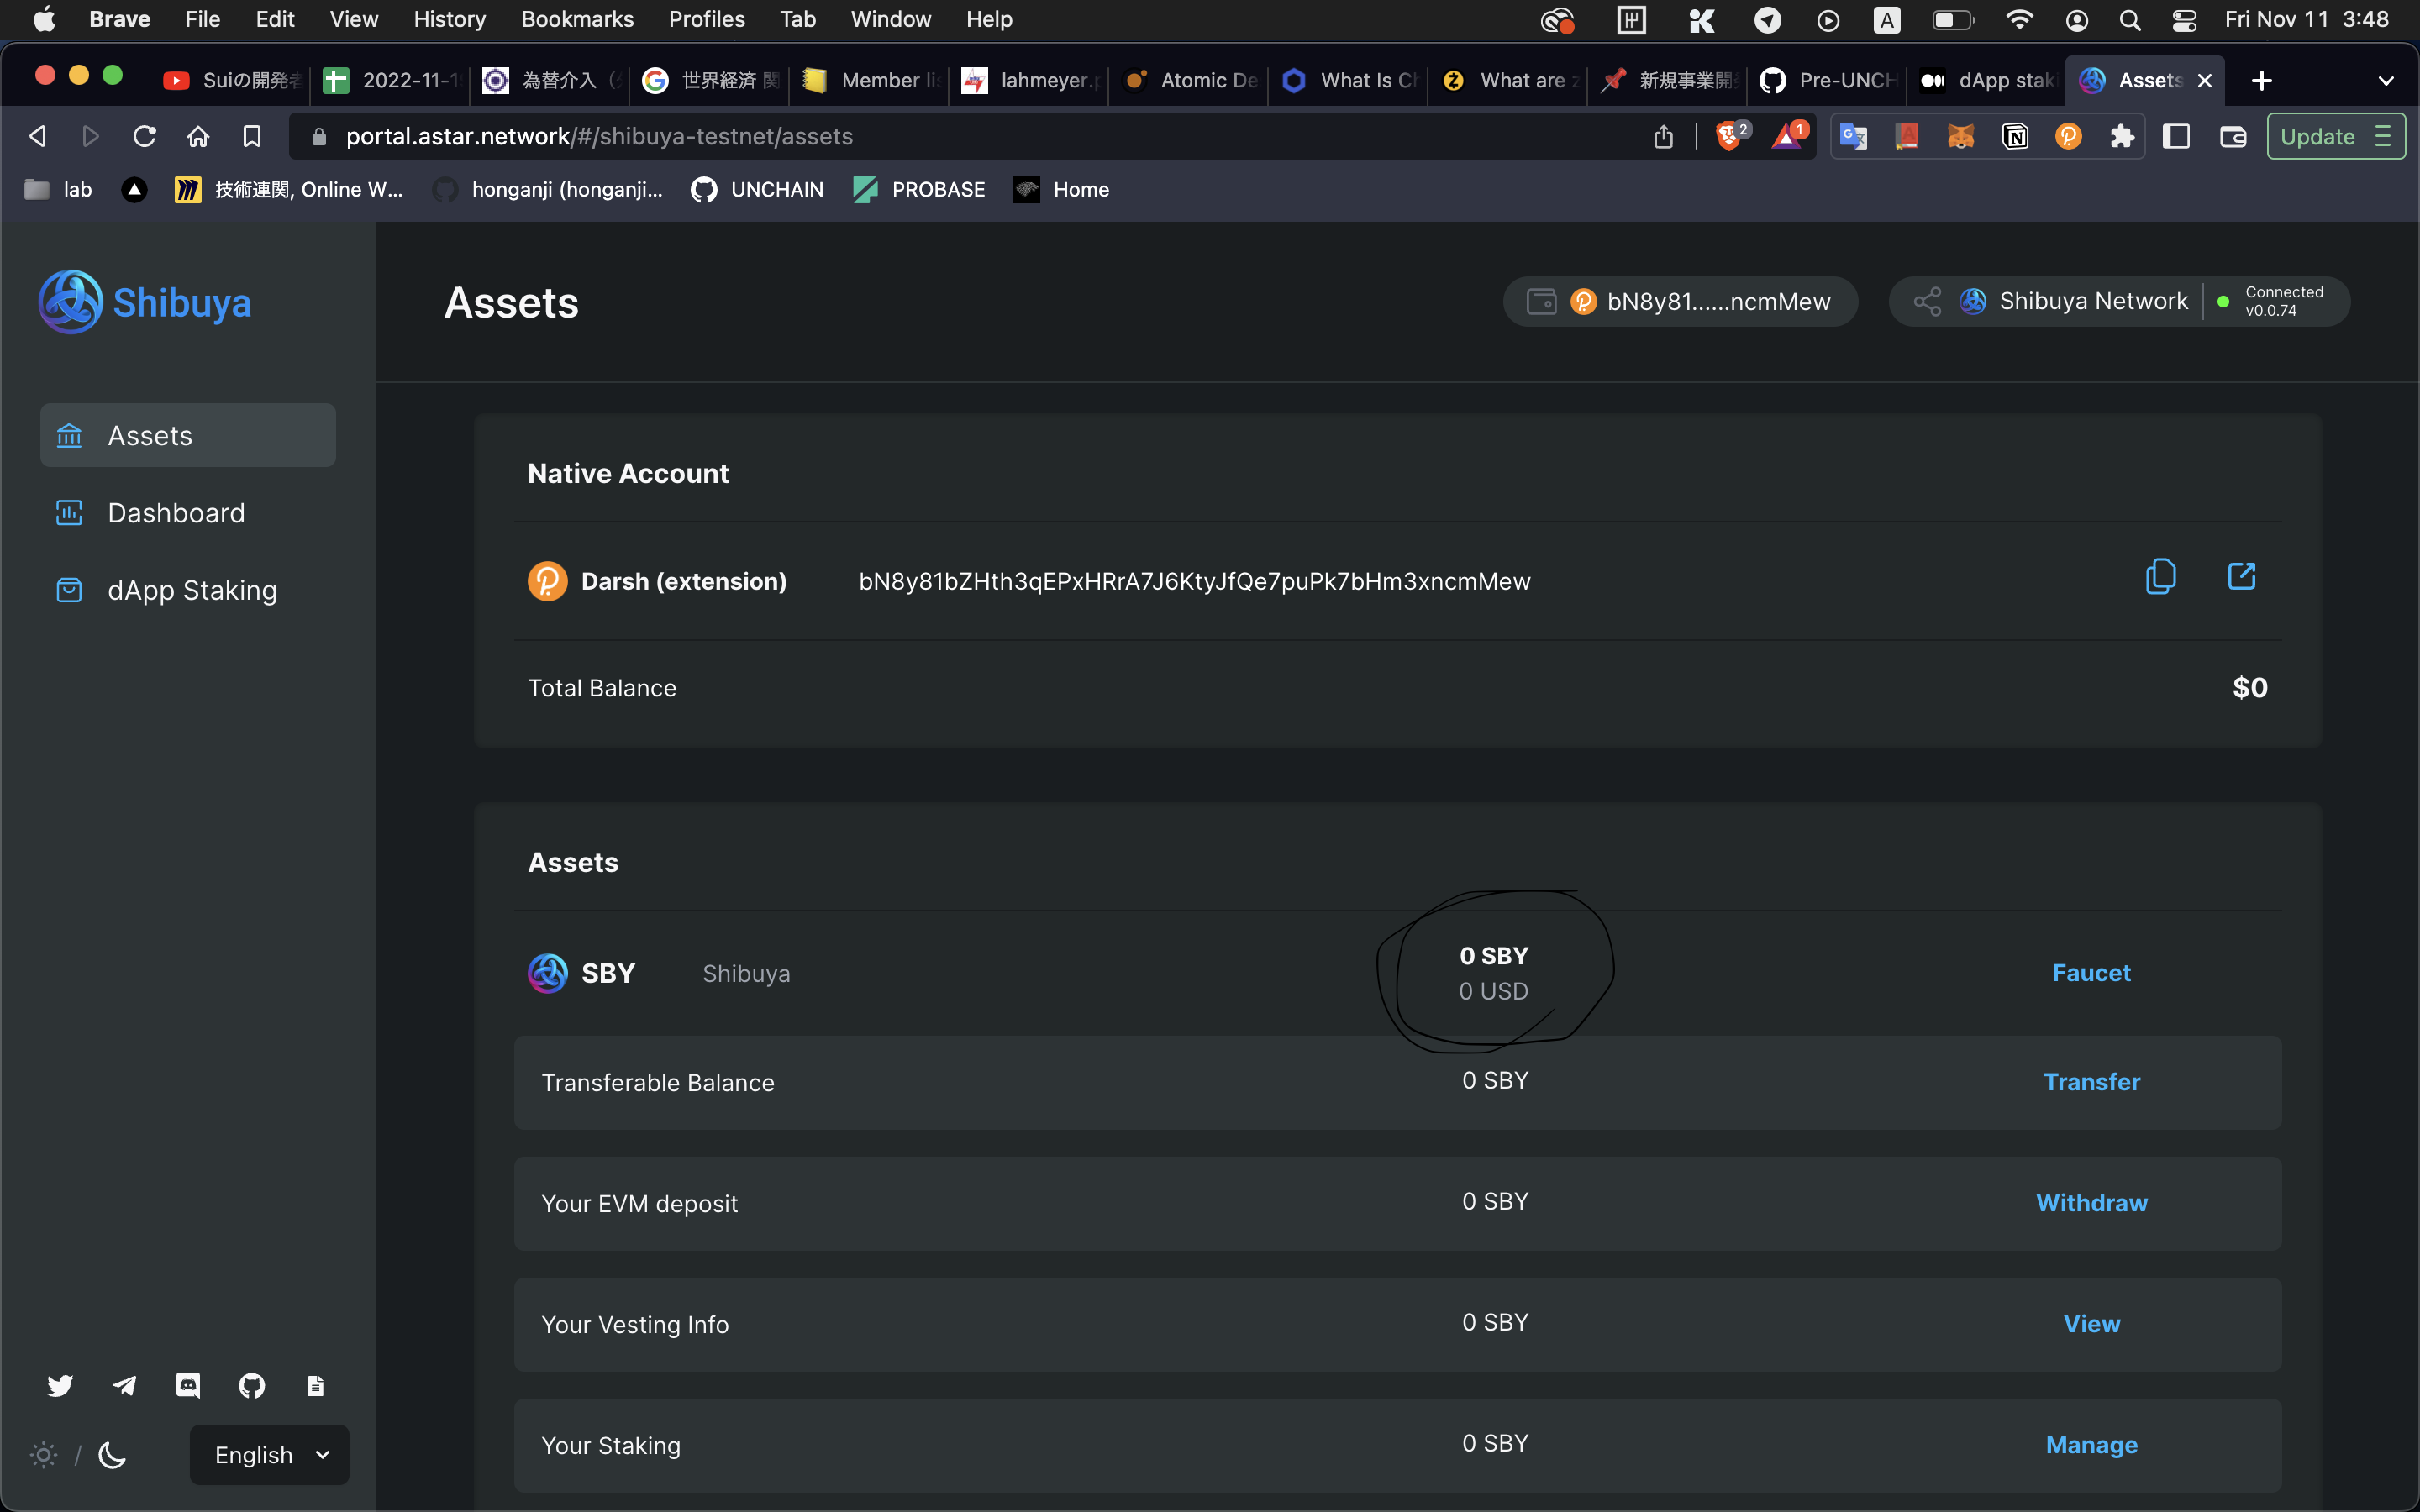 Brave File Edit View History Bookmarks Profiles Tab Window Help A Fri Nov 11 3:48
Suiの開発者 2022-11-1 為替介入 世界経済 関 Member lis lahmeyer.p Atomic De What Is Ch What are z 新規事業開発 Pre-UNCH dApp staki Assets
portal.astar.network/#/shibuya-testnet/assets 2 1 Update
lab 技術連関, Online W... honganji (honganji... UNCHAIN PROBASE Home
Shibuya
Assets
Dashboard
dApp Staking
English
Assets
bN8y81......ncmMew
Shibuya Network
Connected
v0.0.74
Native Account
Darsh (extension) bN8y81bZHth3qEPxHRrA7J6KtyJfQe7puPk7bHm3xncmMew
Total Balance $0
Assets
SBY Shibuya 0 SBY Faucet
0 USD
Transferable Balance 0 SBY Transfer
Your EVM deposit 0 SBY Withdraw
Your Vesting Info 0 SBY View
Your Staking 0 SBY Manage